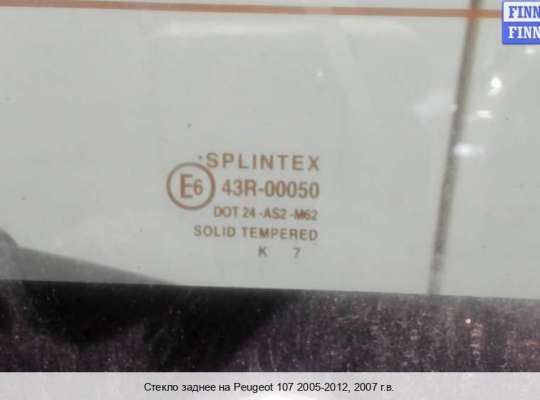 FINN
FINN
SPLINTEX
E6 43R-00050
DOT 24-AS2-M62
SOLID TEMPERED
K 7
Стекло заднее на Peugeot 107 2005-2012, 2007 г.в.